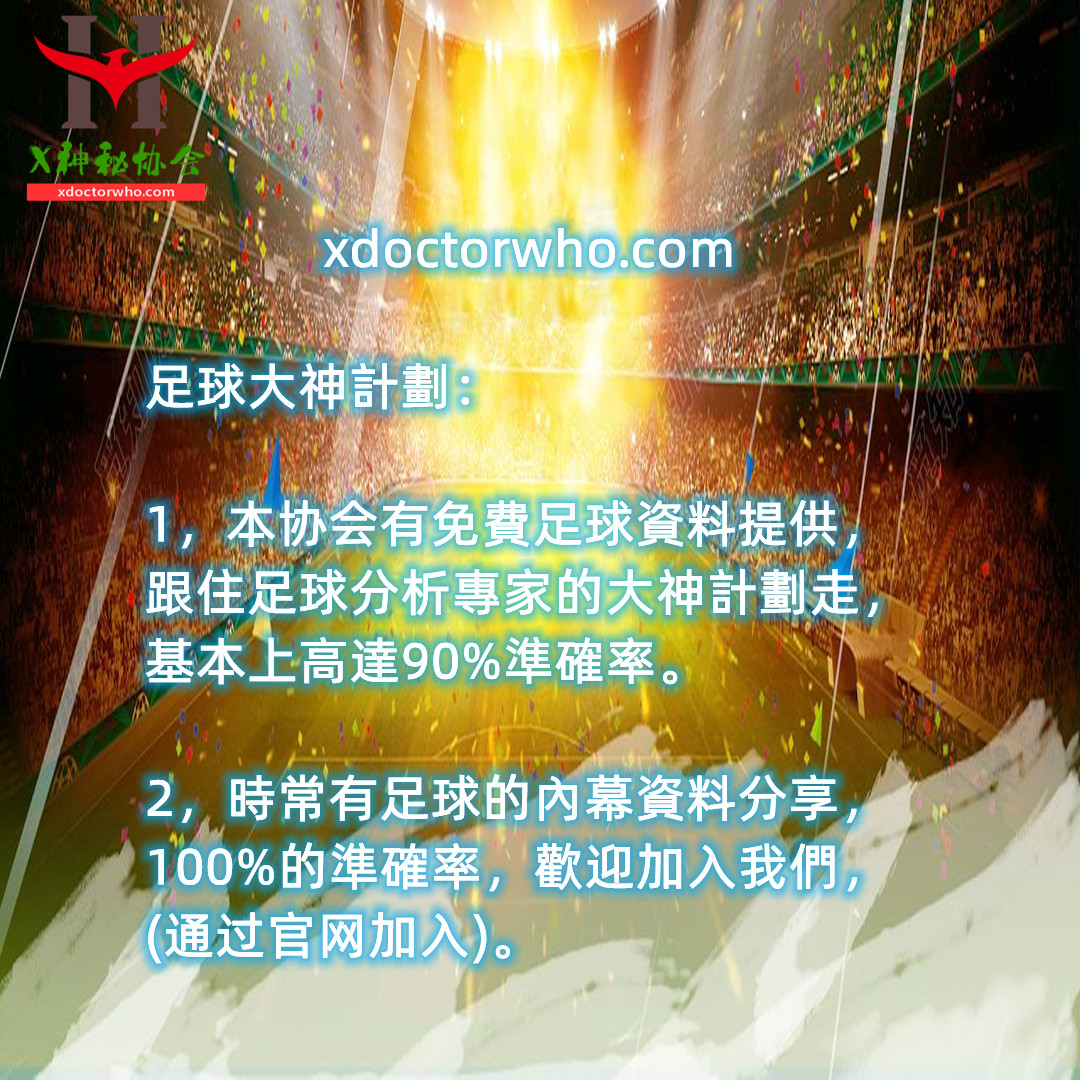 H
X神秘协会
xdoctorwho.com
xdoctorwho.com
足球大神計劃：
1，本协会有免費足球資料提供，
跟住足球分析專家的大神計劃走，
基本上高達90%準確率。
2，時常有足球的內幕資料分享，
100%的準確率，歡迎加入我們，
(通过官网加入)。